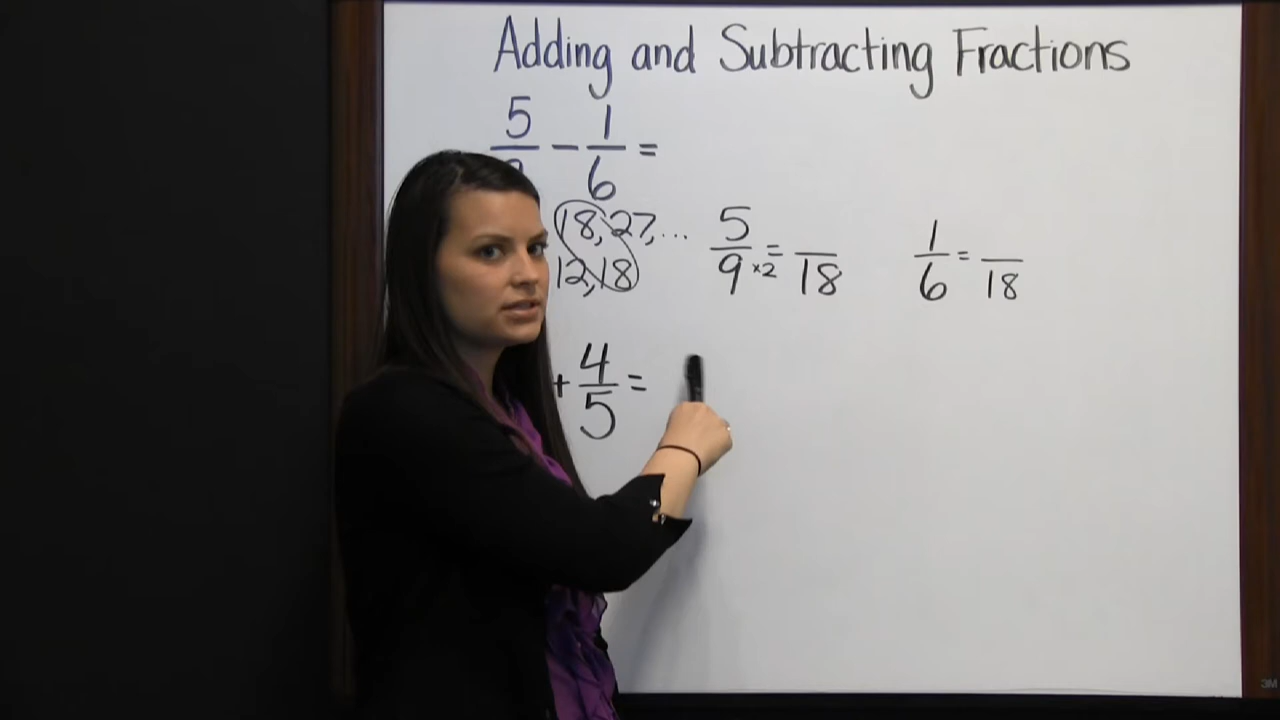 Adding and Subtracting Fractions
5/9 - 1/6 =
18, 27, ...
12, 18
5/9 ×2 = /18
1/6 = /18
+ 4/5 =
3M